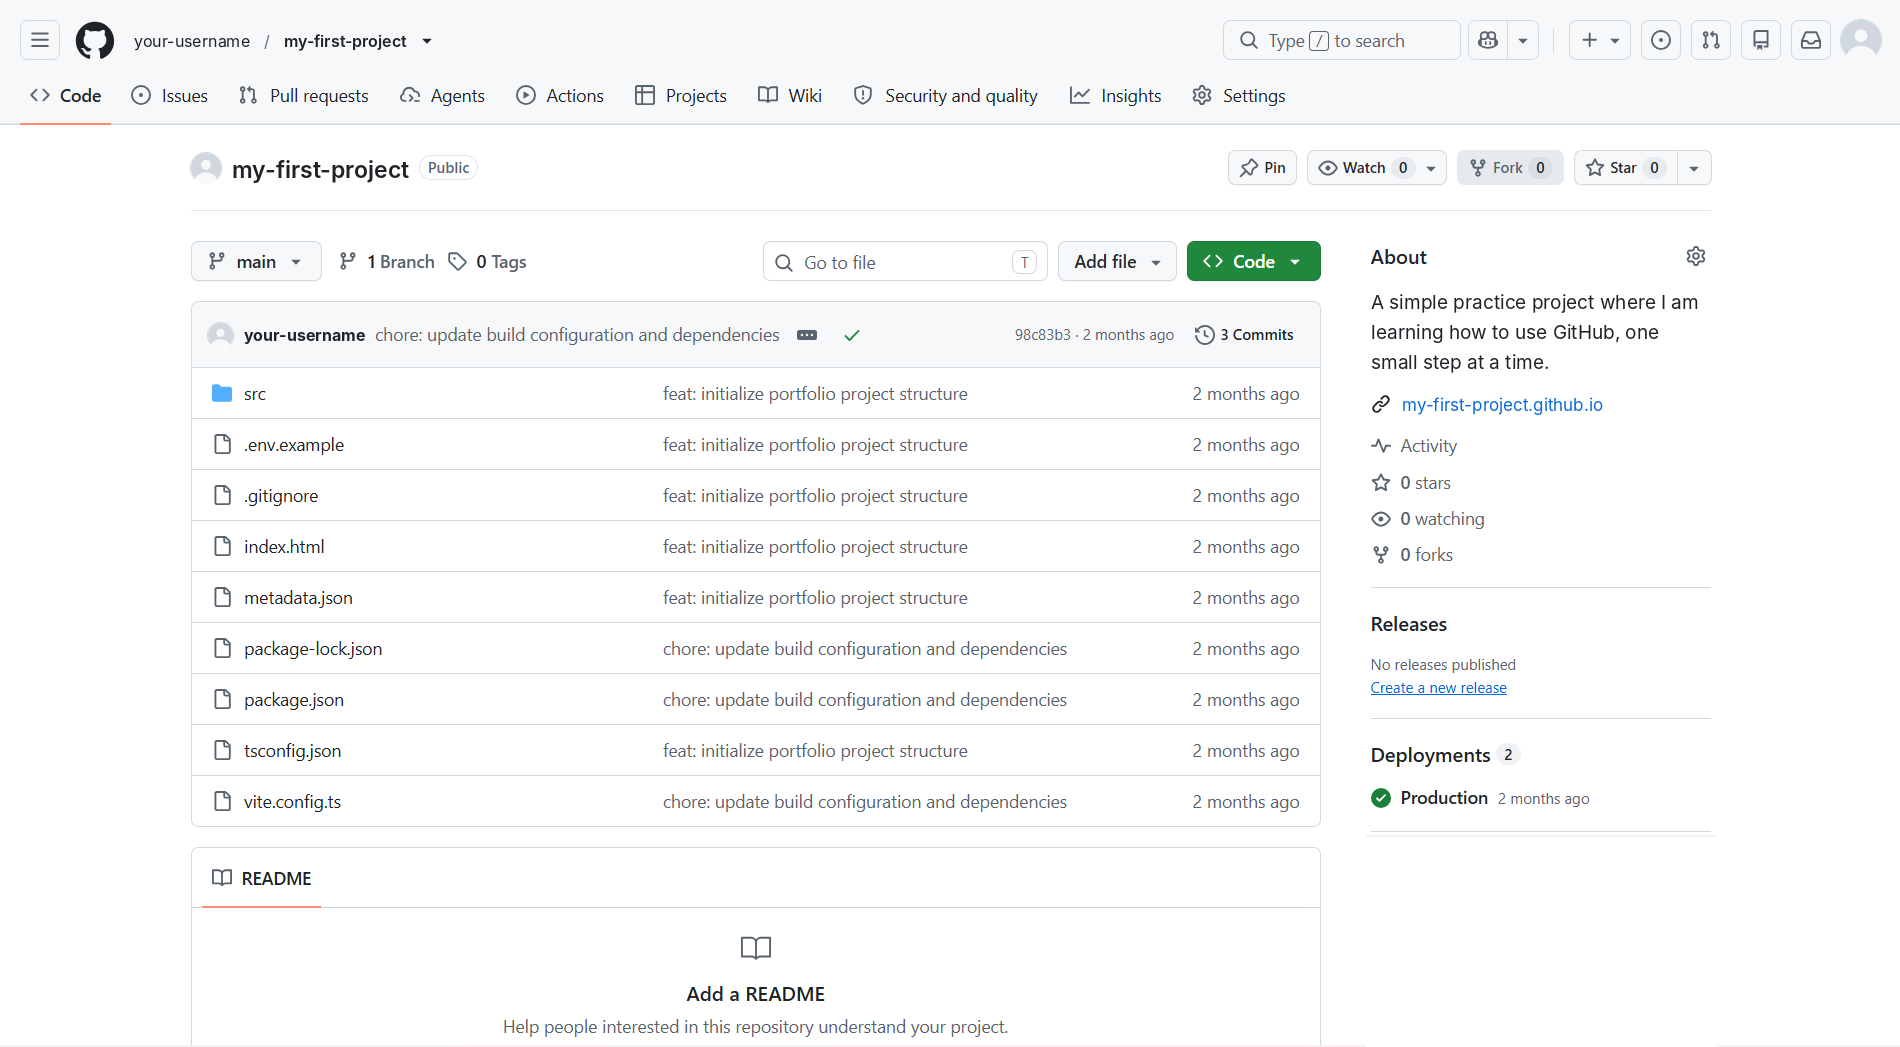 your-username / my-first-project
Type / to search
Code Issues Pull requests Agents Actions Projects Wiki Security and quality Insights Settings
my-first-project Public
Pin Watch 0 Fork 0 Star 0
main 1 Branch 0 Tags Go to file T Add file Code
your-username chore: update build configuration and dependencies 98c83b3 · 2 months ago 3 Commits
src feat: initialize portfolio project structure 2 months ago
.env.example feat: initialize portfolio project structure 2 months ago
.gitignore feat: initialize portfolio project structure 2 months ago
index.html feat: initialize portfolio project structure 2 months ago
metadata.json feat: initialize portfolio project structure 2 months ago
package-lock.json chore: update build configuration and dependencies 2 months ago
package.json chore: update build configuration and dependencies 2 months ago
tsconfig.json feat: initialize portfolio project structure 2 months ago
vite.config.ts chore: update build configuration and dependencies 2 months ago
README
Add a README
Help people interested in this repository understand your project.
About
A simple practice project where I am
learning how to use GitHub, one
small step at a time.
my-first-project.github.io
Activity
0 stars
0 watching
0 forks
Releases
No releases published
Create a new release
Deployments 2
Production 2 months ago